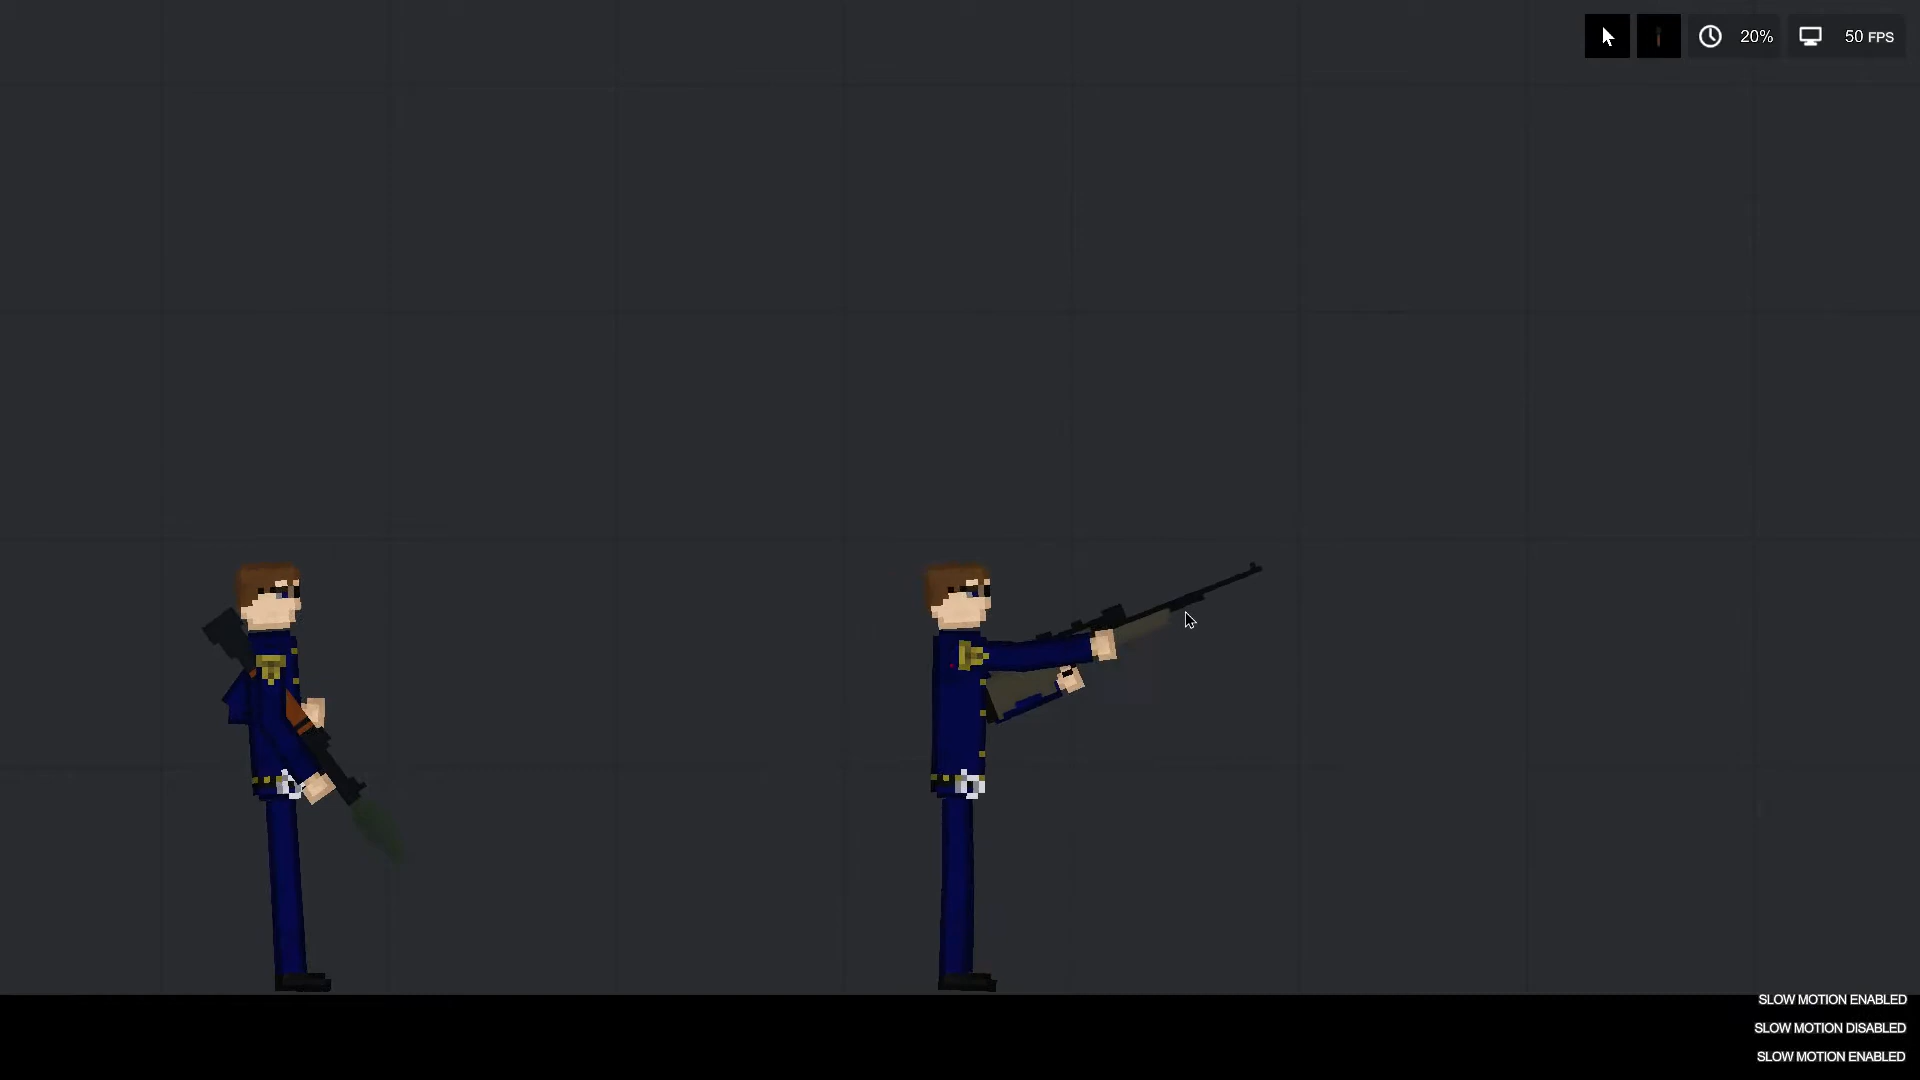 20%
50 FPS
SLOW MOTION ENABLED
SLOW MOTION DISABLED
SLOW MOTION ENABLED